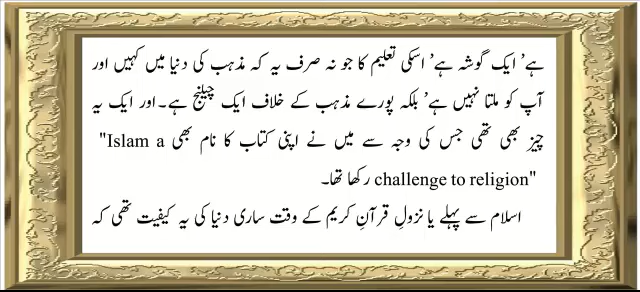 ہے’ ایک گوشہ ہے’ اسکی تعلیم کا جو نہ صرف یہ کہ مذہب کی دنیا میں کہیں اور
آپ کو ملتا نہیں ہے’ بلکہ پورے مذہب کے خلاف ایک چیلنج ہے۔اور ایک یہ
چیز بھی تھی جس کی وجہ سے میں نے اپنی کتاب کا نام بھی "Islam a
challenge to religion" رکھا تھا۔
اسلام سے پہلے یا نزولِ قرآنِ کریم کے وقت ساری دنیا کی یہ کیفیت تھی کہ